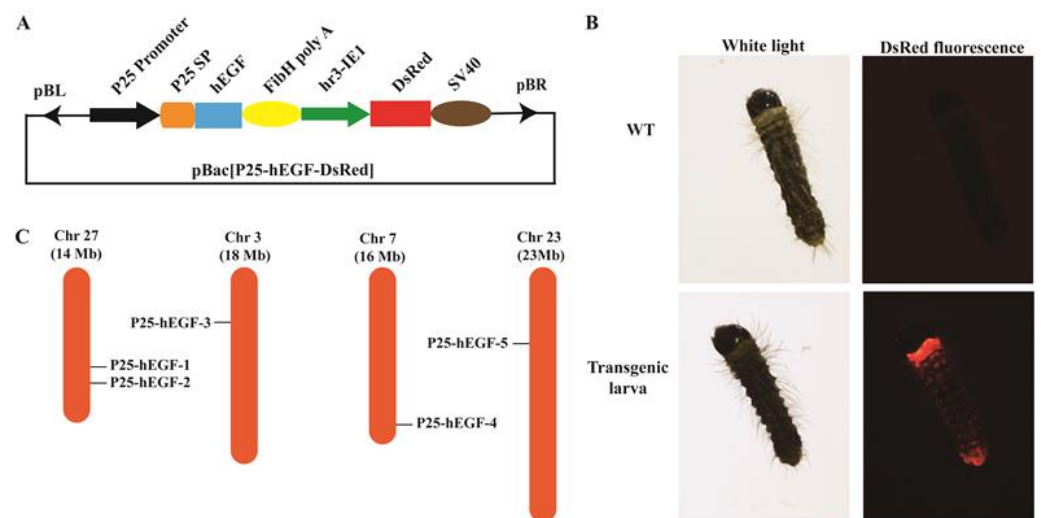 A
pBL
P25 Promoter
P25 SP
hEGF
FibH poly A
hr3-IE1
DsRed
SV40
pBR
pBac[P25-hEGF-DsRed]
B
White light
DsRed fluorescence
WT
Transgenic
larva
C
Chr 27
(14 Mb)
Chr 3
(18 Mb)
Chr 7
(16 Mb)
Chr 23
(23Mb)
P25-hEGF-1
P25-hEGF-2
P25-hEGF-3
P25-hEGF-4
P25-hEGF-5